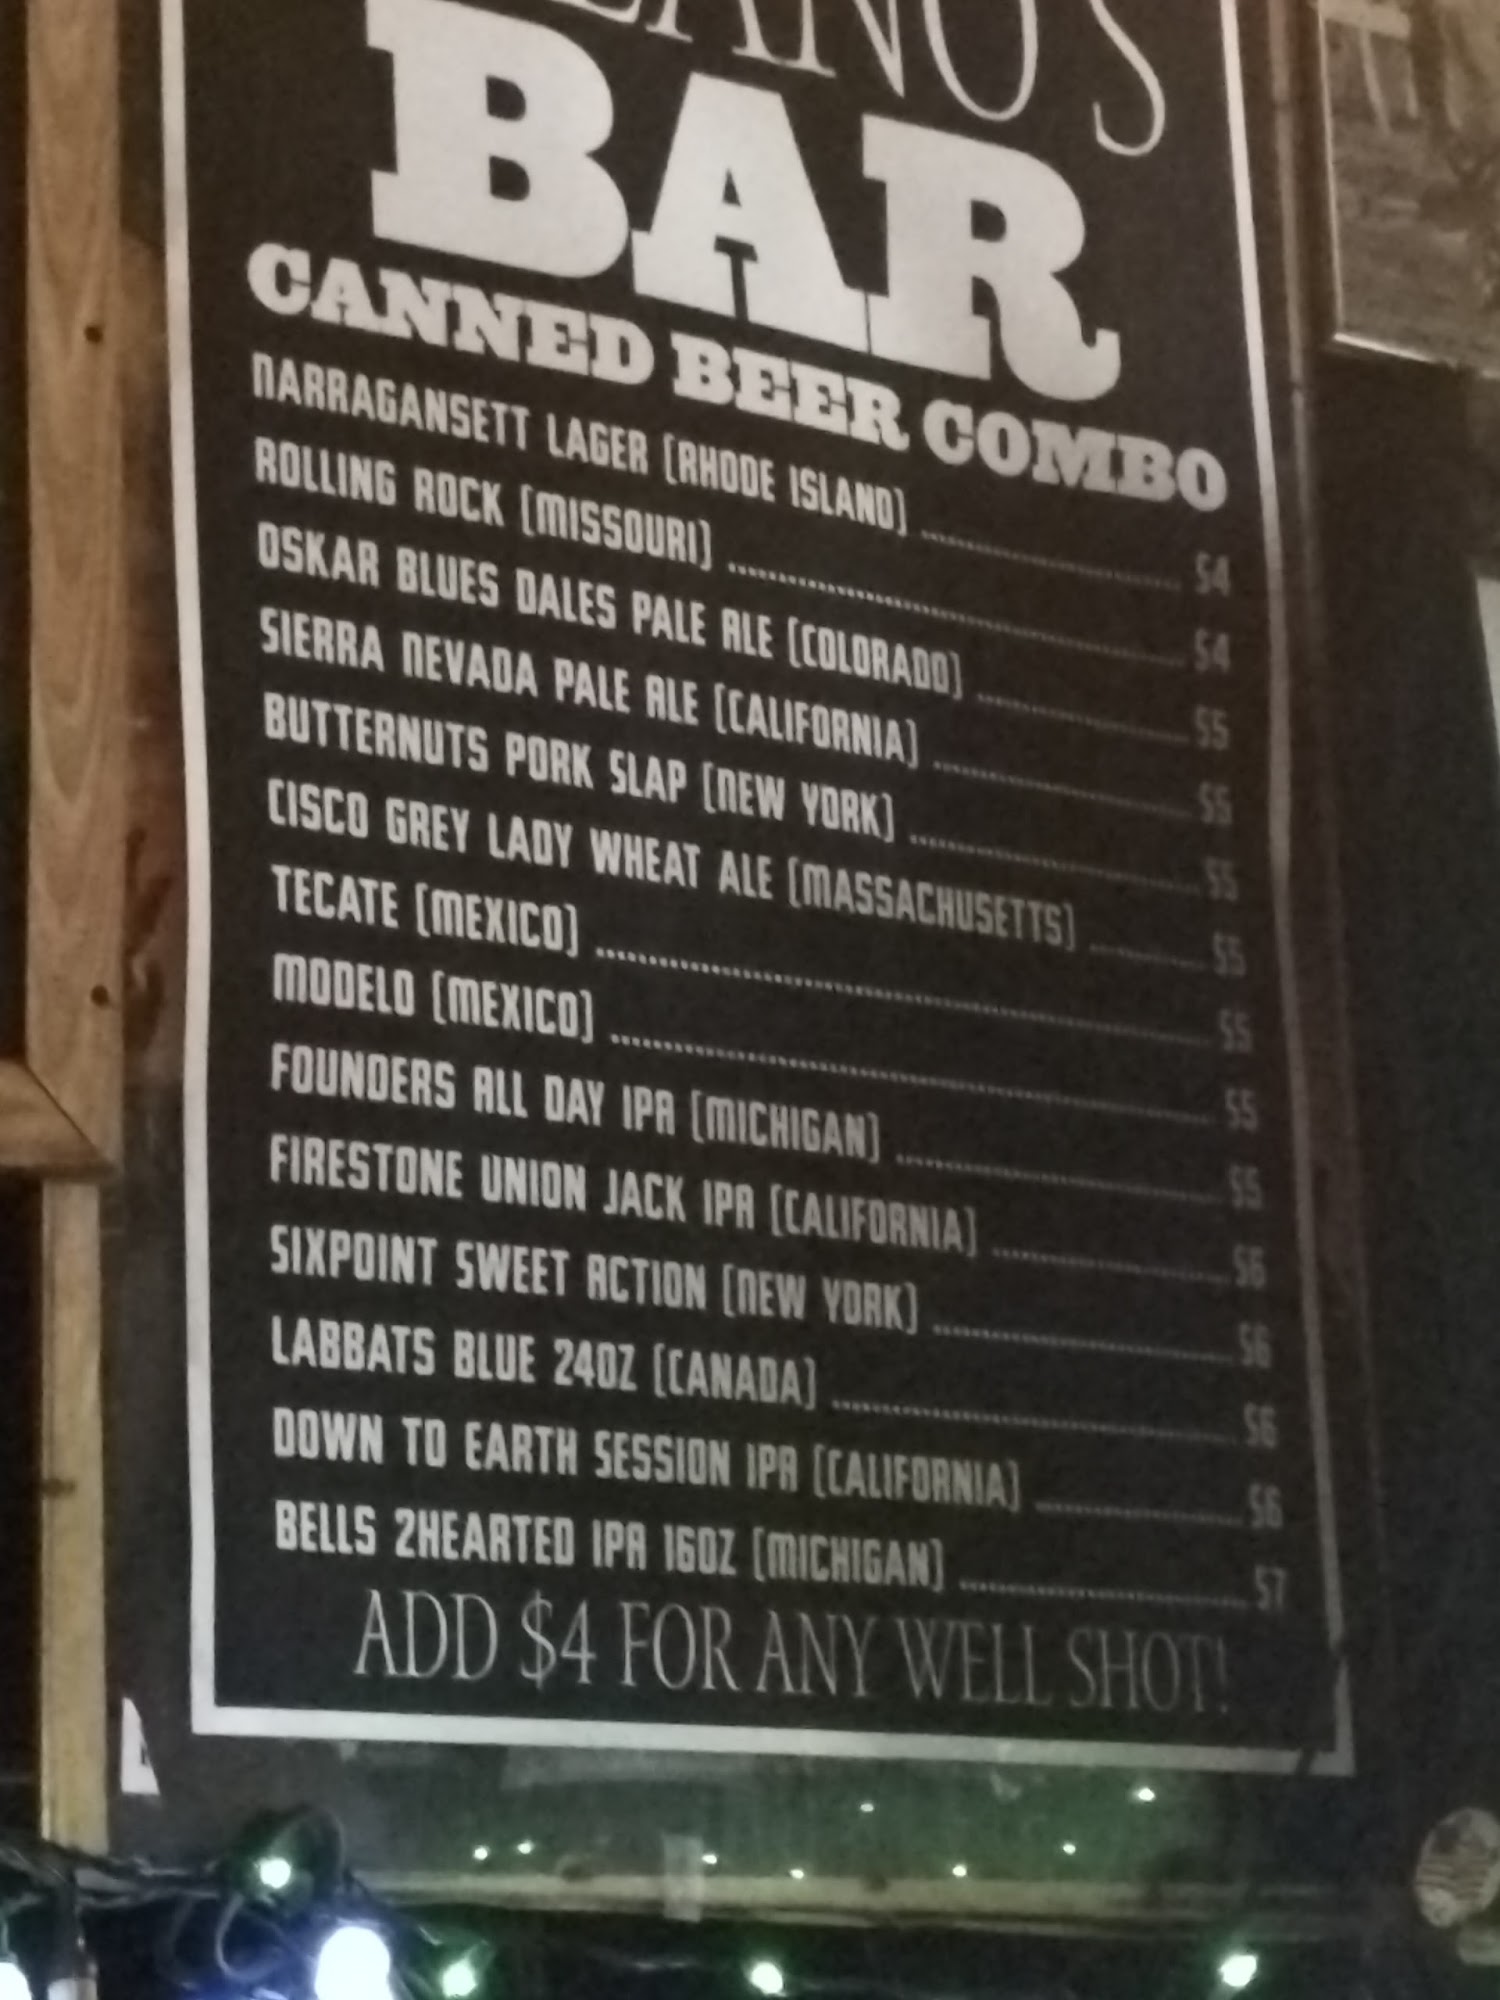 BAR
CANNED BEER COMBO
NARRAGANSETT LAGER (RHODE ISLAND) $4
ROLLING ROCK (MISSOURI) $4
OSKAR BLUES DALES PALE ALE (COLORADO) $5
SIERRA NEVADA PALE ALE (CALIFORNIA) $5
BUTTERNUTS PORK SLAP (NEW YORK) $5
CISCO GREY LADY WHEAT ALE (MASSACHUSETTS) $5
TECATE (MEXICO) $5
MODELO (MEXICO) $5
FOUNDERS ALL DAY IPA (MICHIGAN) $5
FIRESTONE UNION JACK IPA (CALIFORNIA) $6
SIXPOINT SWEET ACTION (NEW YORK) $6
LABBATS BLUE 24OZ (CANADA) $6
DOWN TO EARTH SESSION IPA (CALIFORNIA) $6
BELLS 2HEARTED IPA 16OZ (MICHIGAN) $7
ADD $4 FOR ANY WELL SHOT!